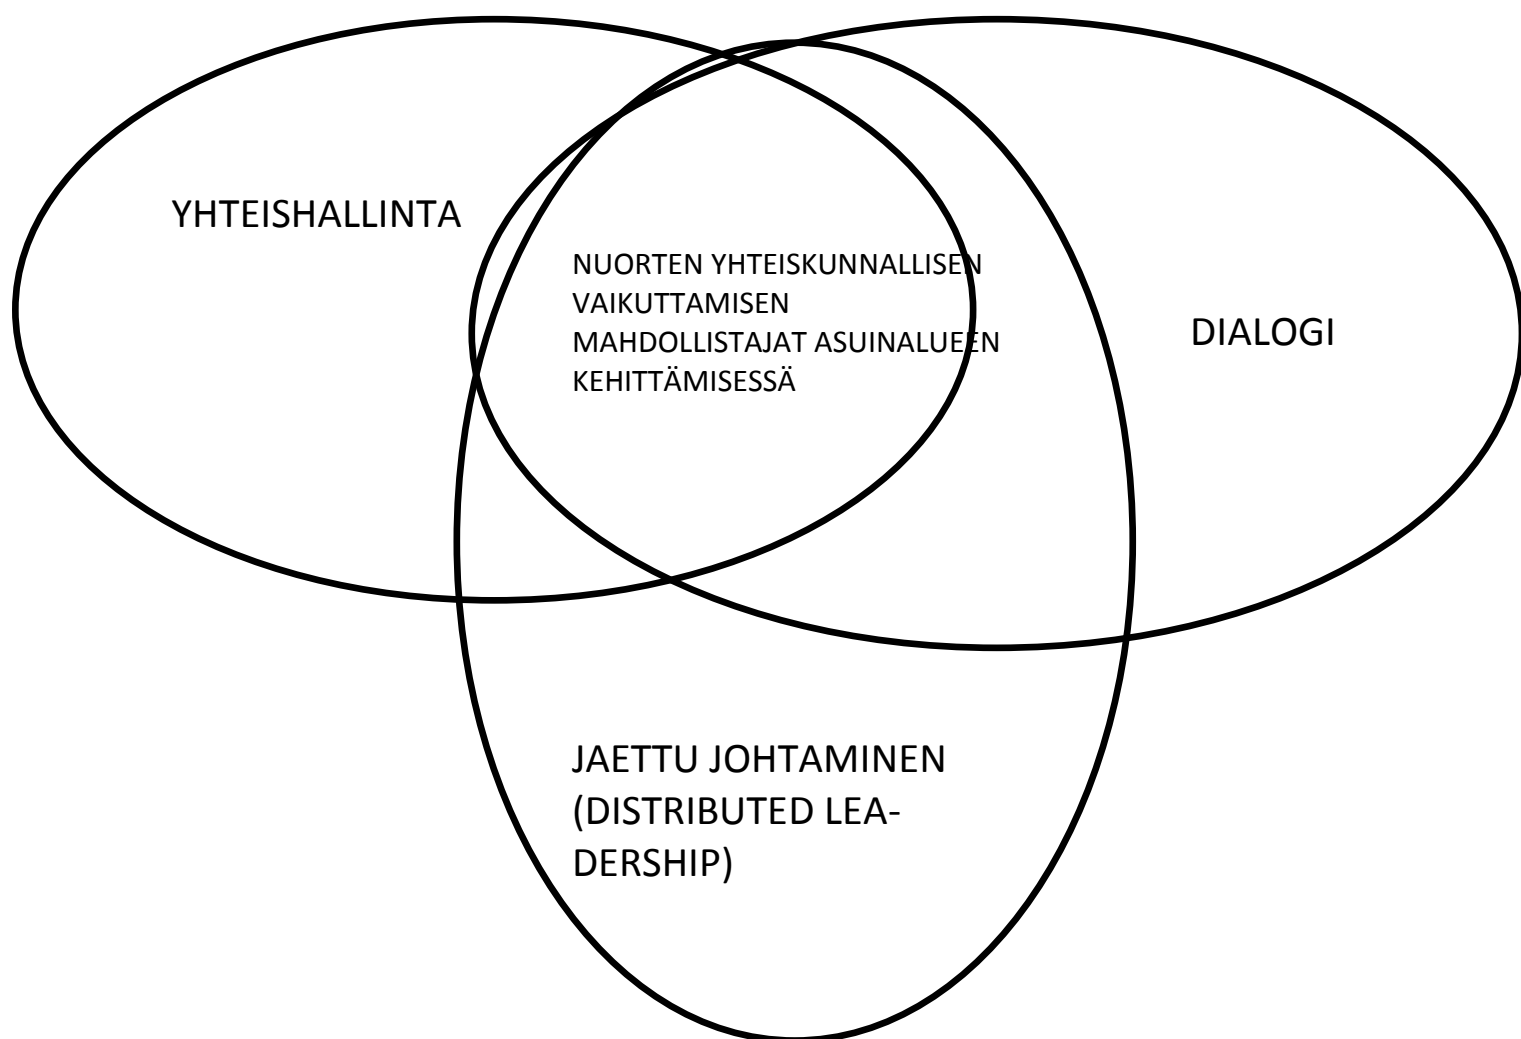 YHTEISHALLINTA
NUORTEN YHTEISKUNNALLISEN
VAIKUTTAMISEN
MAHDOLLISTAJAT ASUINALUEEN
KEHITTÄMISESSÄ
DIALOGI
JAETTU JOHTAMINEN
(DISTRIBUTED LEA-
DERSHIP)